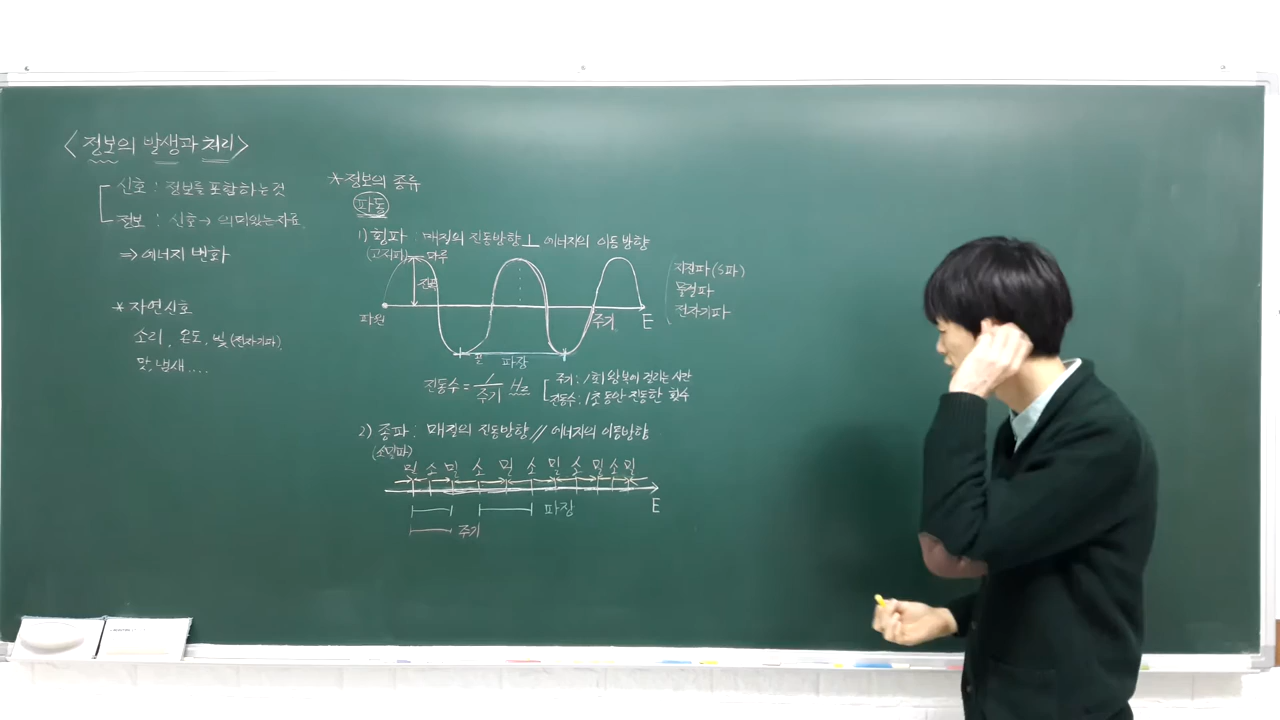 <정보의 발생과 처리>
신호 : 정보를 포함하는 것
정보 : 신호→ 의미있는 자료
⇒ 에너지 변화
* 자연신호
소리, 온도, 빛(전자기파)
맛, 냄새....
*정보의 종류
파동
1) 횡파 : 매질의 진동방향⊥에너지의 이동방향
(고저파) 마루
진폭
파원
주기
E
골 파장
지진파(S파)
물결파
전자기파
진동수 = 1/주기 Hz
주기 : 1회 왕복에 걸리는 시간
진동수 : 1초 동안 진동한 횟수
2) 종파 : 매질의 진동방향 // 에너지의 이동방향
(소밀파)
밀 소 밀 소 밀 소 밀 소 밀 소 밀
파장 E
주기